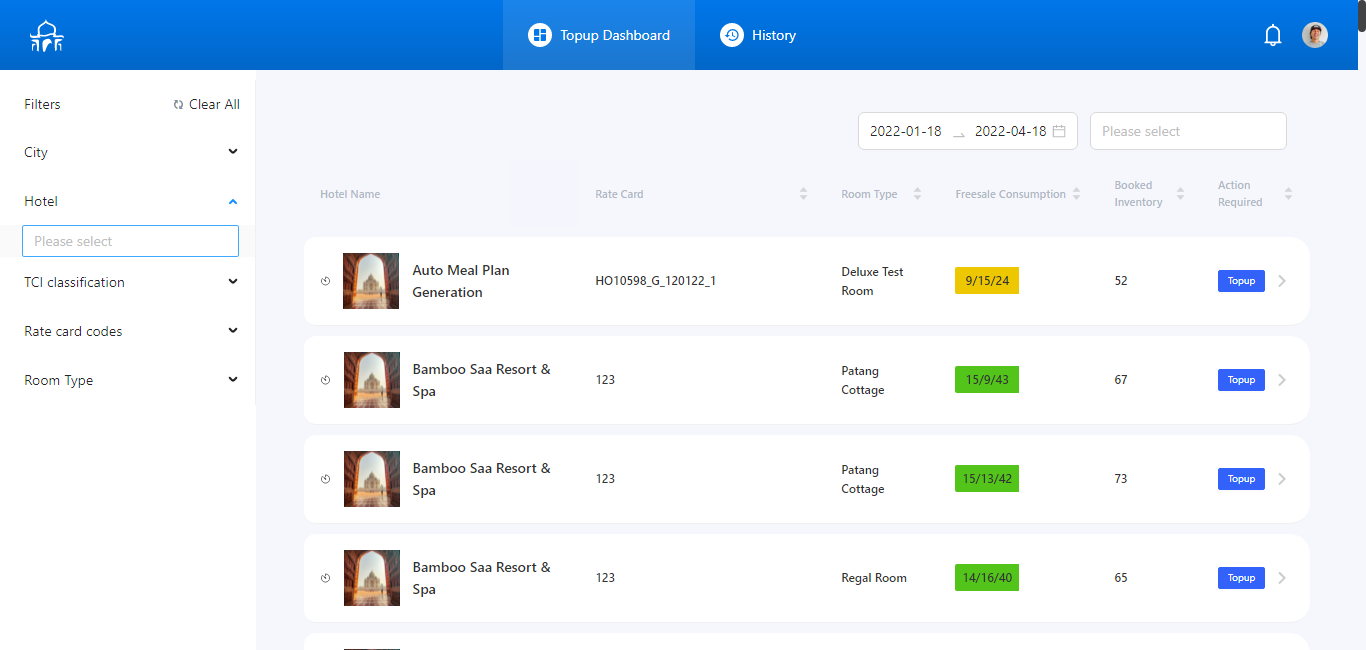 Topup Dashboard
History
Filters
Clear All
City
Hotel
Please select
TCI classification
Rate card codes
Room Type
2022-01-18
2022-04-18
Please select
Hotel Name
Rate Card
Room Type
Freesale Consumption
Booked
Inventory
Action
Required
Auto Meal Plan
Generation
HO10598_G_120122_1
Deluxe Test
Room
9/15/24
52
Topup
Bamboo Saa Resort &
Spa
123
Patang
Cottage
15/9/43
67
Topup
Bamboo Saa Resort &
Spa
123
Patang
Cottage
15/13/42
73
Topup
Bamboo Saa Resort &
Spa
123
Regal Room
14/16/40
65
Topup